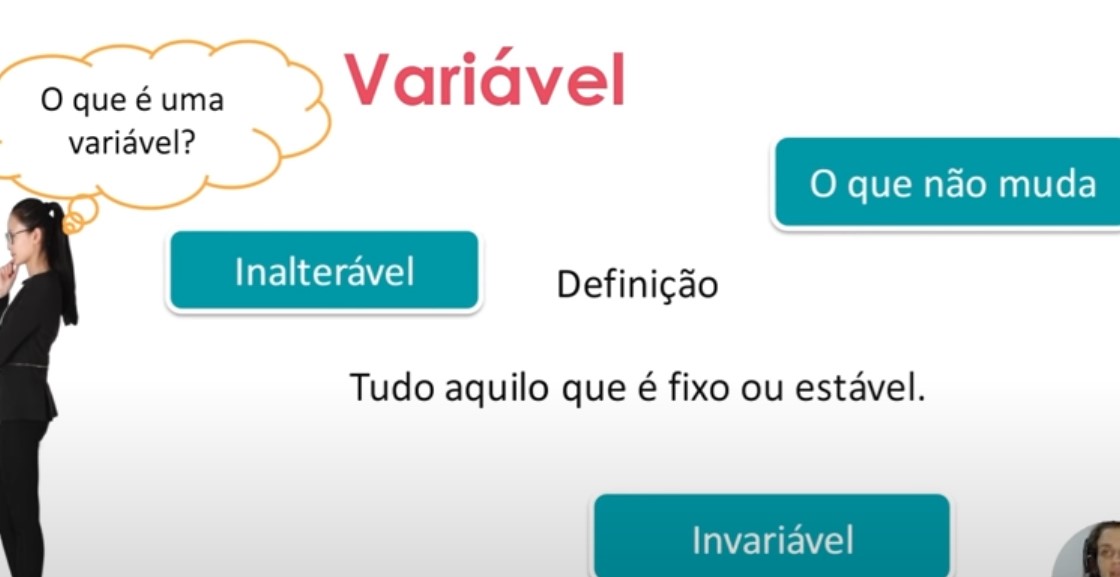 O que é uma
variável?
Variável
O que não muda
Inalterável
Definição
Tudo aquilo que é fixo ou estável.
Invariável